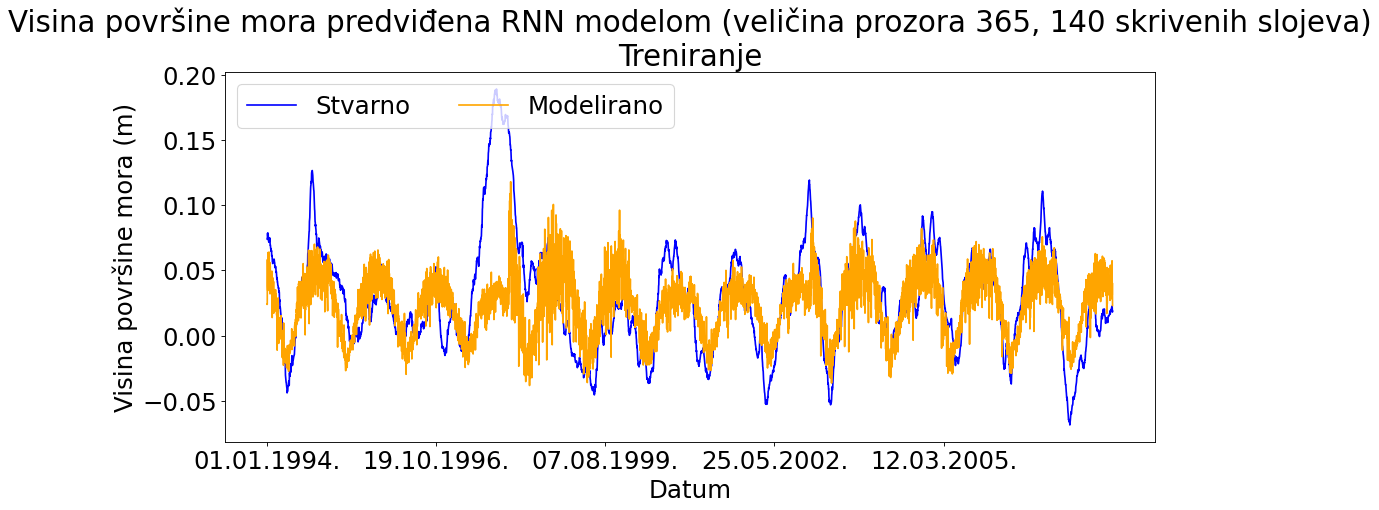 Visina površine mora predviđena RNN modelom (veličina prozora 365, 140 skrivenih slojeva)
Treniranje
Stvarno
Modelirano
Visina površine mora (m)
0.20
0.15
0.10
0.05
0.00
−0.05
01.01.1994.
19.10.1996.
07.08.1999.
25.05.2002.
12.03.2005.
Datum